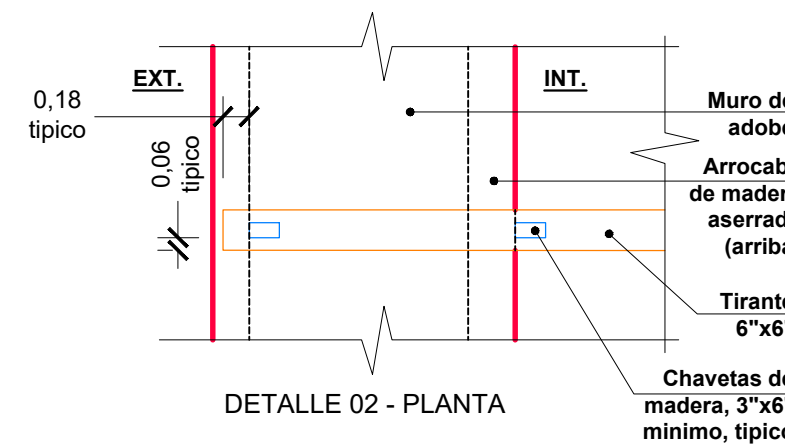 EXT.
INT.
0,18
tipico
0,06
tipico
Muro de
adobe
Arrocab
de mader
aserrad
(arriba
Tirante
6"x6"
Chavetas de
madera, 3"x6"
minimo, tipico
DETALLE 02 - PLANTA